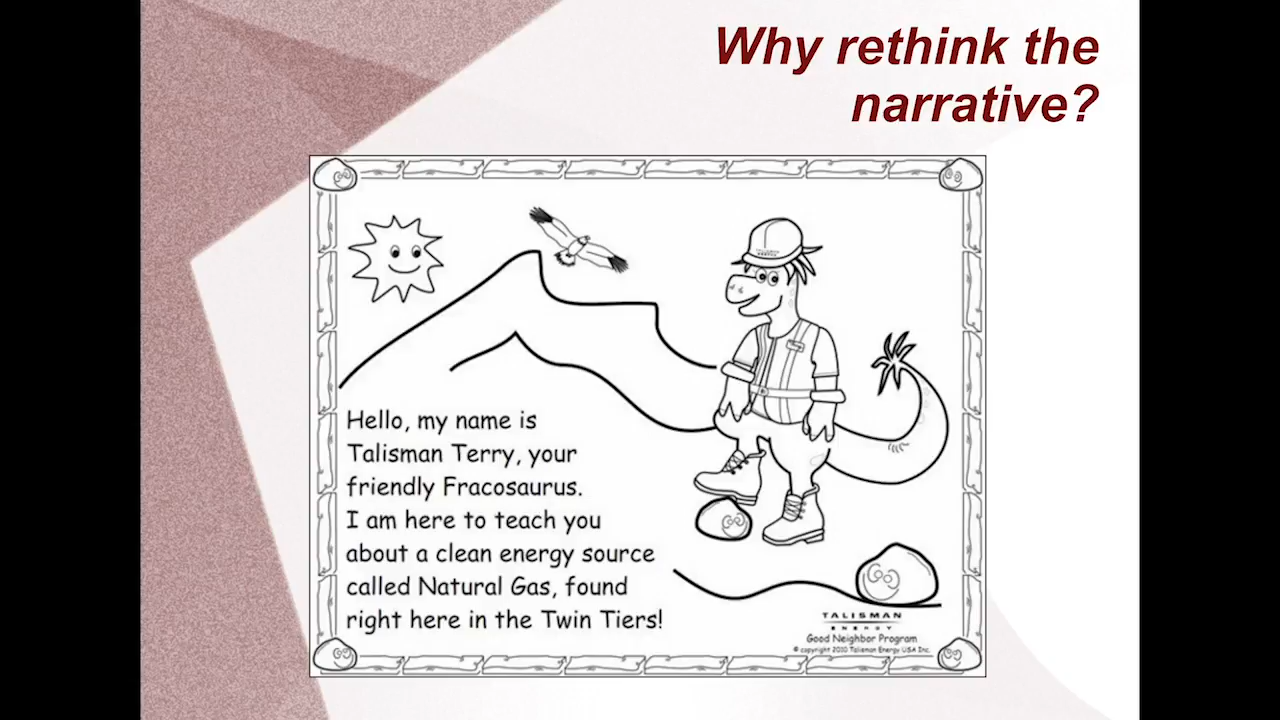 Why rethink the
narrative?
TALISMAN
ENERGY
Hello, my name is
Talisman Terry, your
friendly Fracosaurus.
I am here to teach you
about a clean energy source
called Natural Gas, found
right here in the Twin Tiers!
TALISMAN
ENERGY
Good Neighbor Program
© copyright 2010 Talisman Energy USA Inc.